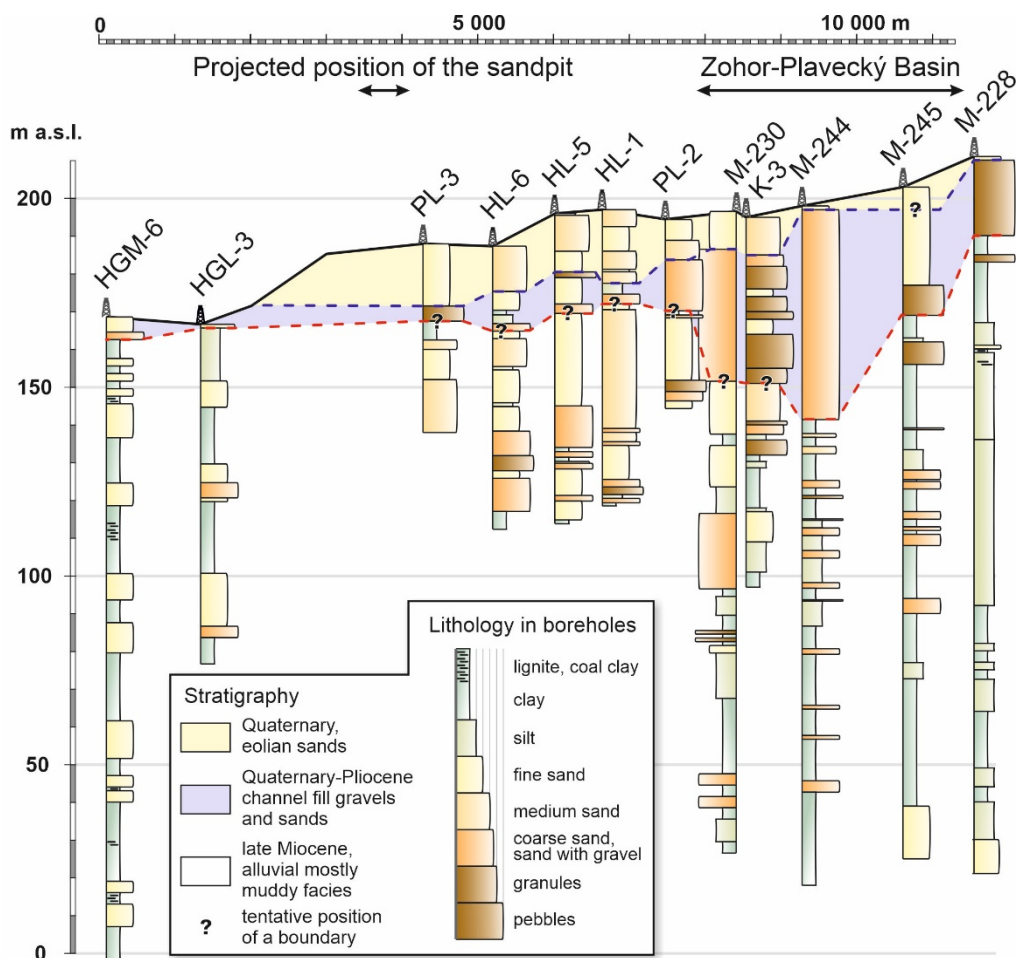 0
5 000
10 000 m
Projected position of the sandpit
Zohor-Plavecký Basin
m a.s.l.
HGM-6
HGL-3
PL-3
HL-6
HL-5
HL-1
PL-2
M-230
K-3
M-244
M-245
M-228
200
150
100
50
0
?
?
?
?
?
?
?
?
Stratigraphy
Quaternary,
eolian sands
Quaternary-Pliocene
channel fill gravels
and sands
late Miocene,
alluvial mostly
muddy facies
?
tentative position
of a boundary
Lithology in boreholes
lignite, coal clay
clay
silt
fine sand
medium sand
coarse sand,
sand with gravel
granules
pebbles